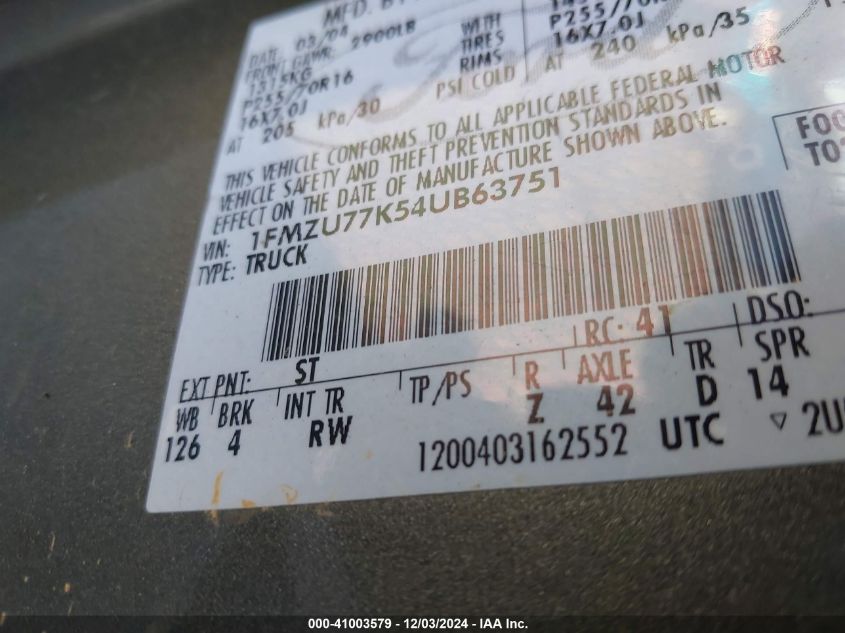 MFD. BY
DATE: 03/04
FRONT GAWR: 2900LB
1315KG
P255/70R16
16X7.0J
AT 205 kPa/30
WITH
TIRES
RIMS
PSI COLD
16X7.0J
AT 240 kPa/35
THIS VEHICLE CONFORMS TO ALL APPLICABLE FEDERAL MOTOR
VEHICLE SAFETY AND THEFT PREVENTION STANDARDS IN
EFFECT ON THE DATE OF MANUFACTURE SHOWN ABOVE.
VIN: 1FMZU77K54UB63751
TYPE: TRUCK
EXT PNT: ST RC: 41 DSO:
WB BRK INT TR TP/PS R AXLE TR SPR
126 4 RW Z 42 D 14
1200403162552 UTC
000-41003579 - 12/03/2024 - IAA Inc.